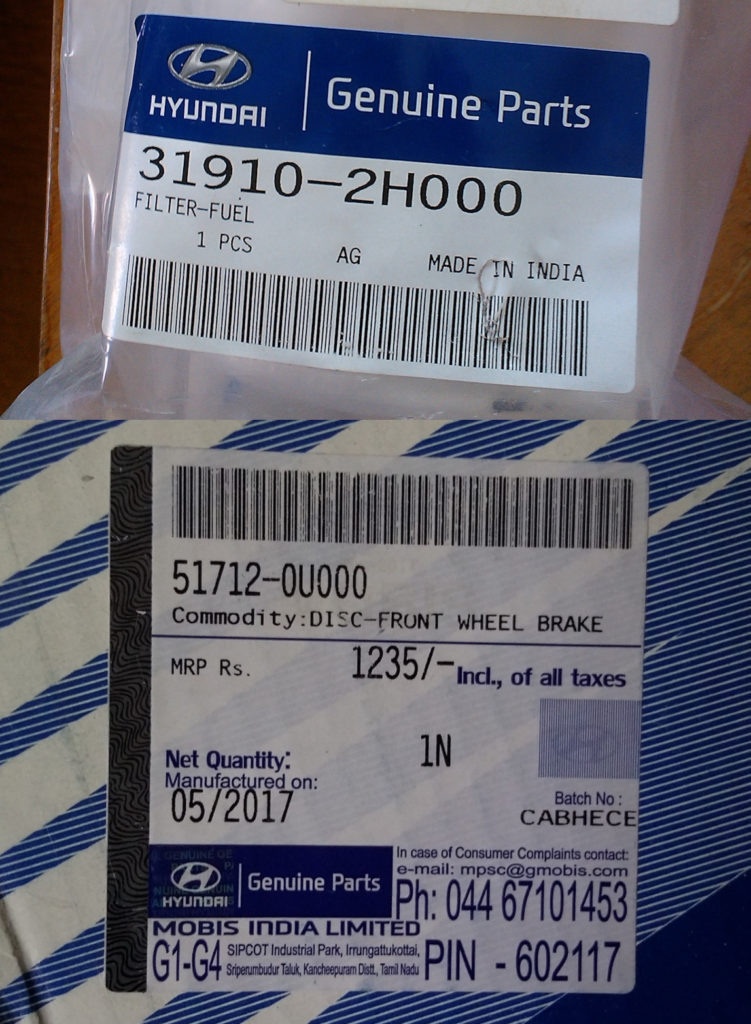 HYUNDAI
Genuine Parts
31910-2H000
FILTER-FUEL
1 PCS AG MADE IN INDIA
51712-0U000
Commodity:DISC-FRONT WHEEL BRAKE
MRP Rs. 1235/- Incl., of all taxes
Net Quantity: 1N
Manufactured on:
05/2017
Batch No :
CABHECE
HYUNDAI
Genuine Parts
In case of Consumer Complaints contact:
e-mail: mpsc@gmobis.com
Ph: 044 67101453
MOBIS INDIA LIMITED
G1-G4 SIPCOT Industrial Park, Irrungattukottai,
Sriperumbudur Taluk, Kancheepuram Distt., Tamil Nadu
PIN - 602117